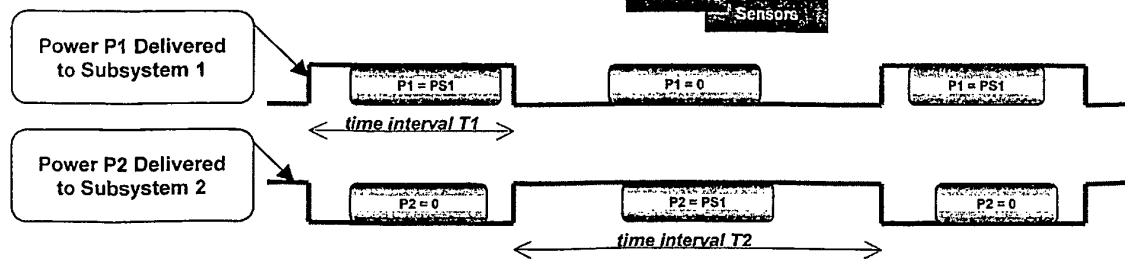 Sensors
Power P1 Delivered
to Subsystem 1
P1 = PS1
P1 = 0
P1 = PS1
time interval T1
Power P2 Delivered
to Subsystem 2
P2 = 0
P2 = PS1
P2 = 0
time interval T2